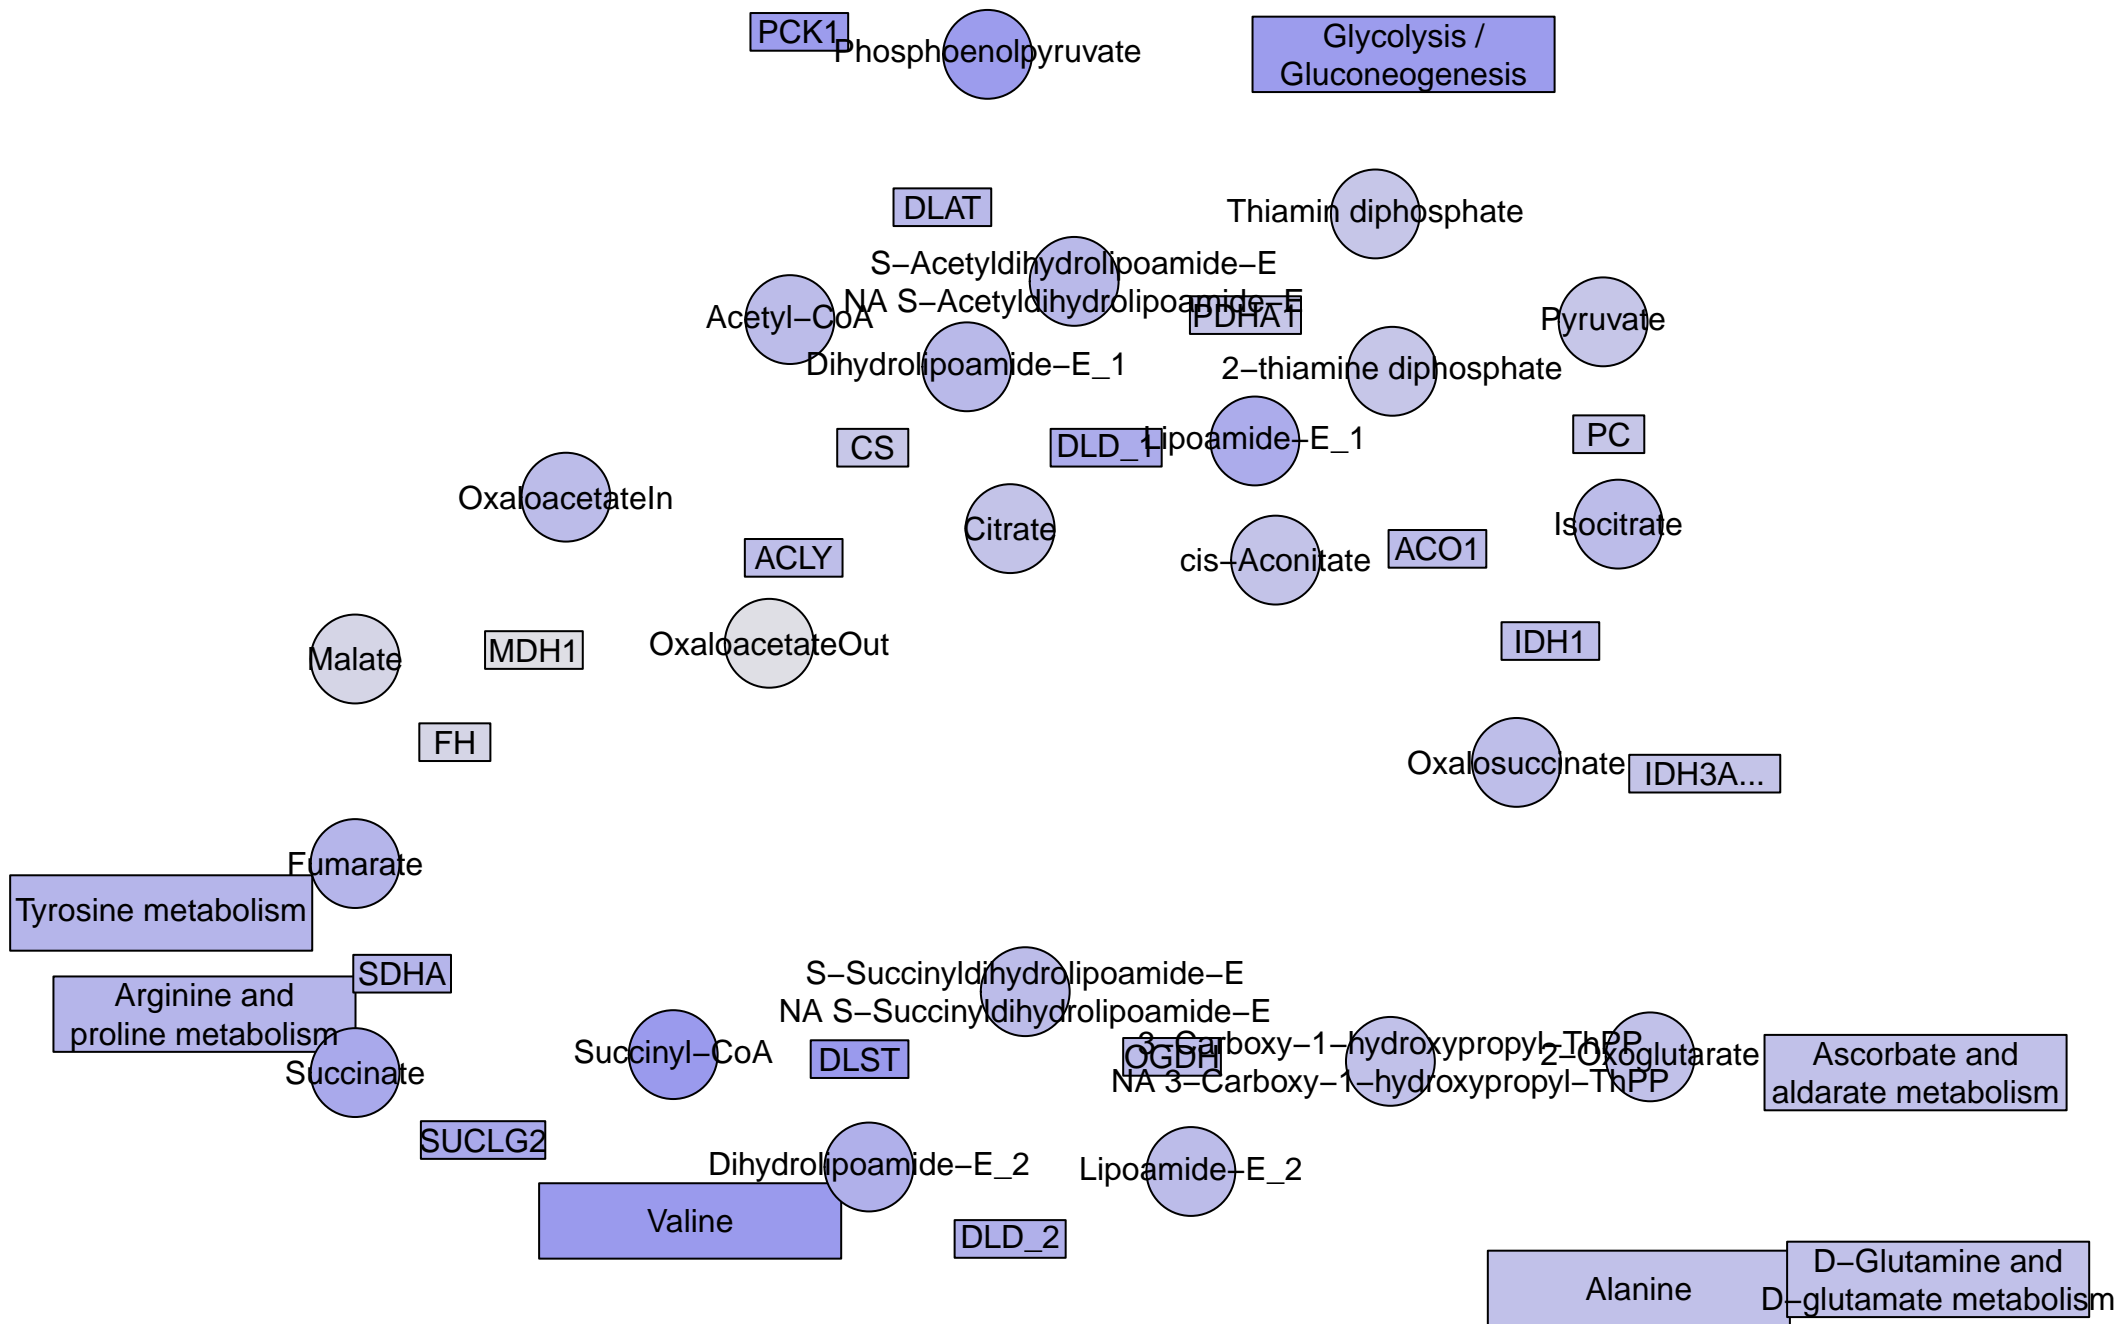 PCK1
Phosphoenolpyruvate
Glycolysis /
Gluconeogenesis
DLAT
Thiamin diphosphate
S−Acetyldihydrolipoamide−E
NA S−Acetyldihydrolipoamide−E
Acetyl−CoA
PDHA1
Pyruvate
Dihydrolipoamide−E_1
2−thiamine diphosphate
CS
DLD_1
Lipoamide−E_1
PC
OxaloacetateIn
Citrate
Isocitrate
ACLY
cis−Aconitate
ACO1
Malate
MDH1
OxaloacetateOut
IDH1
FH
Oxalosuccinate
IDH3A...
Fumarate
Tyrosine metabolism
SDHA
Arginine and
proline metabolism
S−Succinyldihydrolipoamide−E
NA S−Succinyldihydrolipoamide−E
Succinate
Succinyl−CoA
DLST
OGDH
3−Carboxy−1−hydroxypropyl−ThPP
NA 3−Carboxy−1−hydroxypropyl−ThPP
2−Oxoglutarate
Ascorbate and
aldarate metabolism
SUCLG2
Dihydrolipoamide−E_2
Lipoamide−E_2
Valine
DLD_2
Alanine
D−Glutamine and
D−glutamate metabolism